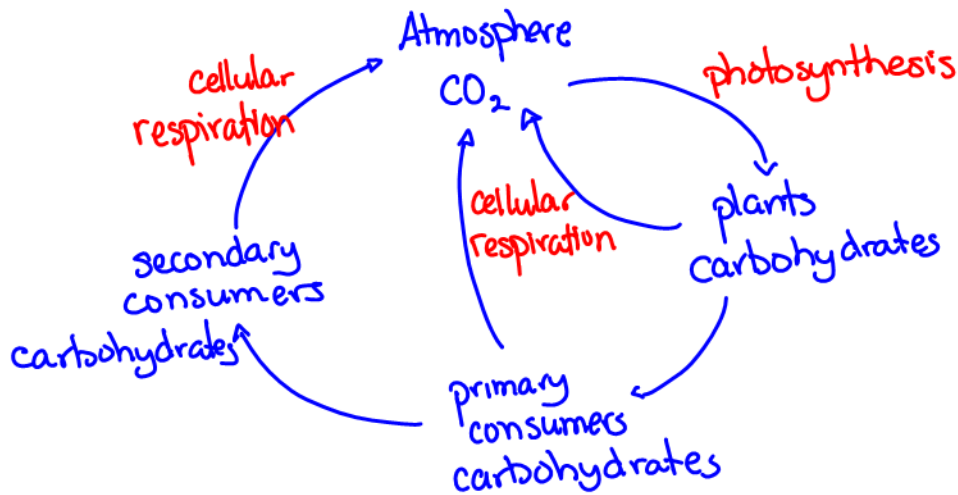 Atmosphere
CO₂
photosynthesis
cellular
respiration
plants
carbohydrates
cellular
respiration
secondary
consumers
carbohydrates
primary
consumers
carbohydrates